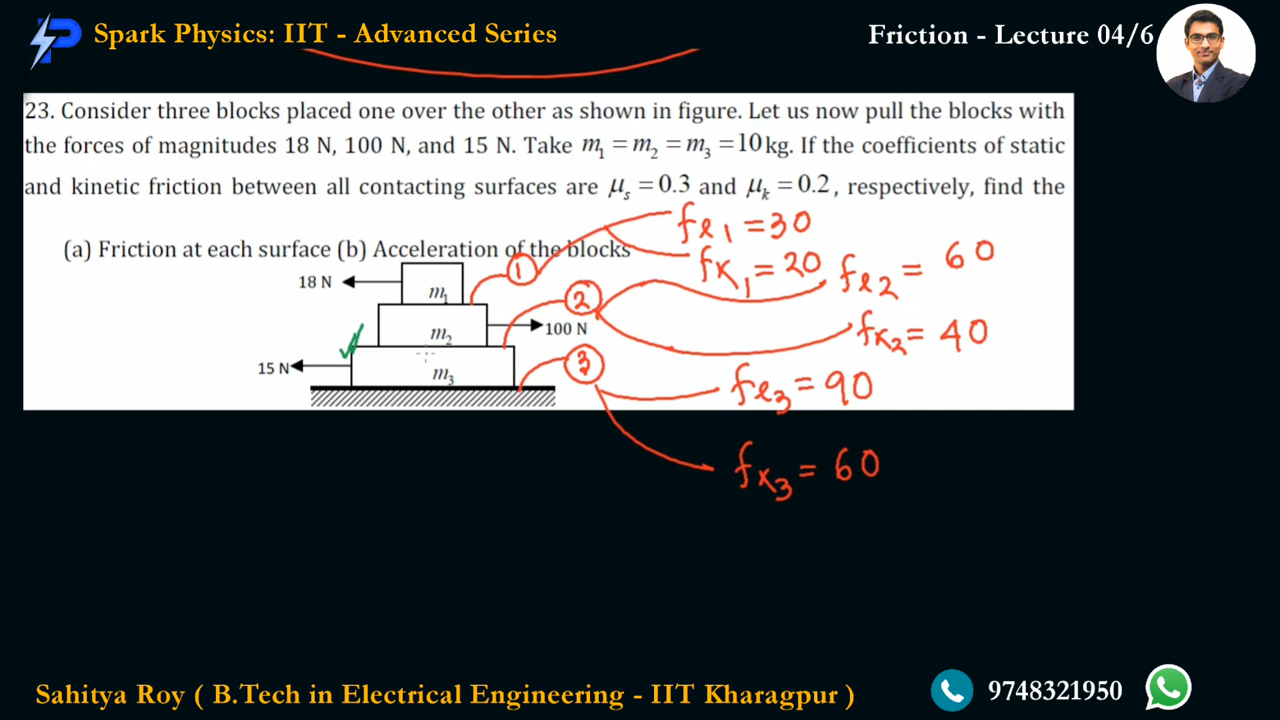 Spark Physics: IIT - Advanced Series
Friction - Lecture 04/6
23. Consider three blocks placed one over the other as shown in figure. Let us now pull the blocks with
the forces of magnitudes 18 N, 100 N, and 15 N. Take m₁ = m₂ = m₃ = 10 kg. If the coefficients of static
and kinetic friction between all contacting surfaces are μₛ = 0.3 and μₖ = 0.2, respectively, find the
(a) Friction at each surface (b) Acceleration of the blocks
fℓ₁ = 30
fₖ₁ = 20
fℓ₂ = 60
fₖ₂ = 40
fℓ₃ = 90
fₖ₃ = 60
①
②
③
18 N
m₁
m₂
100 N
15 N
m₃
Sahitya Roy ( B.Tech in Electrical Engineering - IIT Kharagpur )
9748321950